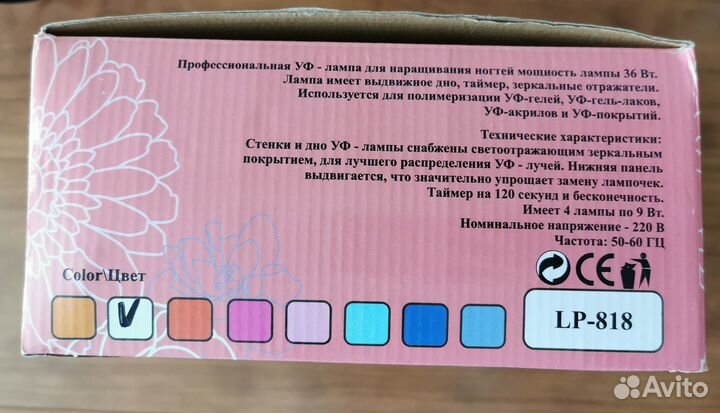 Профессиональная УФ - лампа для наращивания ногтей мощность лампы 36 Вт.
Лампа имеет выдвижное дно, таймер, зеркальные отражатели.
Используется для полимеризации УФ-гелей, УФ-гель-лаков,
УФ-акрилов и УФ-покрытий.
Технические характеристики:
Стенки и дно УФ - лампы снабжены светоотражающим зеркальным
покрытием, для лучшего распределения УФ - лучей. Нижняя панель
выдвигается, что значительно упрощает замену лампочек.
Таймер на 120 секунд и бесконечность.
Имеет 4 лампы по 9 Вт.
Номинальное напряжение - 220 В
Частота: 50-60 ГЦ
Color\Цвет
CE
LP-818
Avito